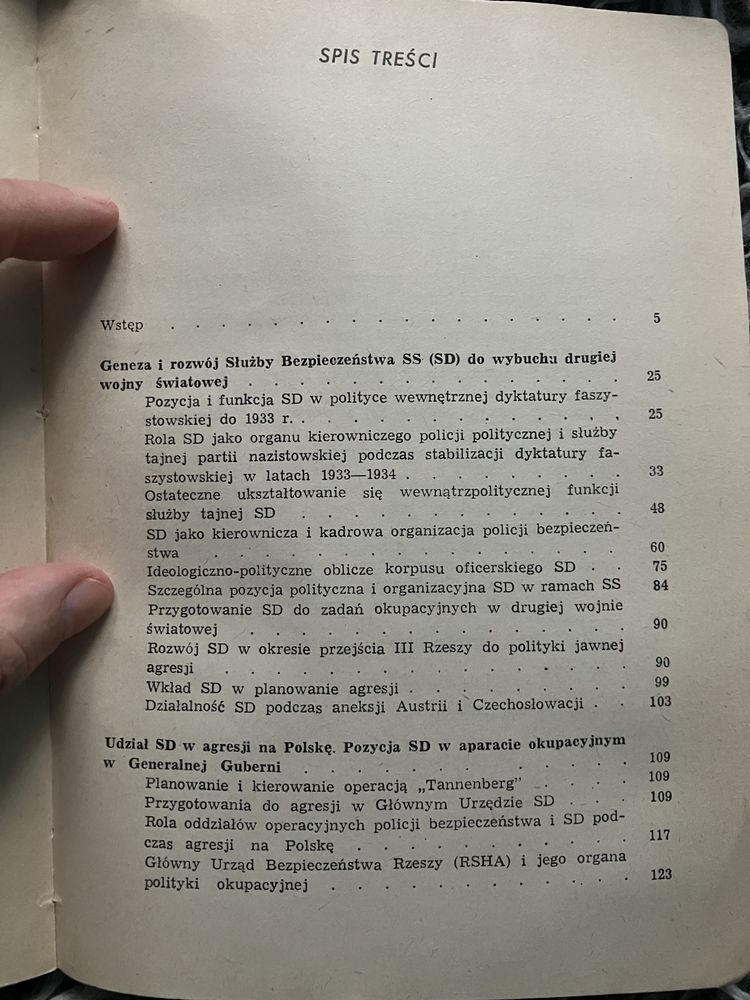 SPIS TREŚCI
Wstęp . . . . . . . . . . . . . . . . . 5
Geneza i rozwój Służby Bezpieczeństwa SS (SD) do wybuchu drugiej
wojny światowej . . . . . . . . . . . . . . 25
Pozycja i funkcja SD w polityce wewnętrznej dyktatury faszy-
stowskiej do 1933 r. . . . . . . . . . . . . 25
Rola SD jako organu kierowniczego policji politycznej i służby
tajnej partii nazistowskiej podczas stabilizacji dyktatury fa-
szystowskiej w latach 1933—1934 . . . . . . . . 33
Ostateczne ukształtowanie się wewnątrzpolitycznej funkcji
służby tajnej SD . . . . . . . . . . . . 48
SD jako kierownicza i kadrowa organizacja policji bezpieczeń-
stwa . . . . . . . . . . . . . . . . 60
Ideologiczno-polityczne oblicze korpusu oficerskiego SD . . 75
Szczególna pozycja polityczna i organizacyjna SD w ramach SS 84
Przygotowanie SD do zadań okupacyjnych w drugiej wojnie
światowej . . . . . . . . . . . . . . 90
Rozwój SD w okresie przejścia III Rzeszy do polityki jawnej
agresji . . . . . . . . . . . . . . . 90
Wkład SD w planowanie agresji . . . . . . . . 99
Działalność SD podczas aneksji Austrii i Czechosłowacji . . 103
Udział SD w agresji na Polskę. Pozycja SD w aparacie okupacyjnym
w Generalnej Guberni . . . . . . . . . . . . 109
Planowanie i kierowanie operacją „Tannenberg” . . . . 109
Przygotowania do agresji w Głównym Urzędzie SD . . . 109
Rola oddziałów operacyjnych policji bezpieczeństwa i SD pod-
czas agresji na Polskę . . . . . . . . . . . 117
Główny Urząd Bezpieczeństwa Rzeszy (RSHA) i jego organa
polityki okupacyjnej . . . . . . . . . . . . 123